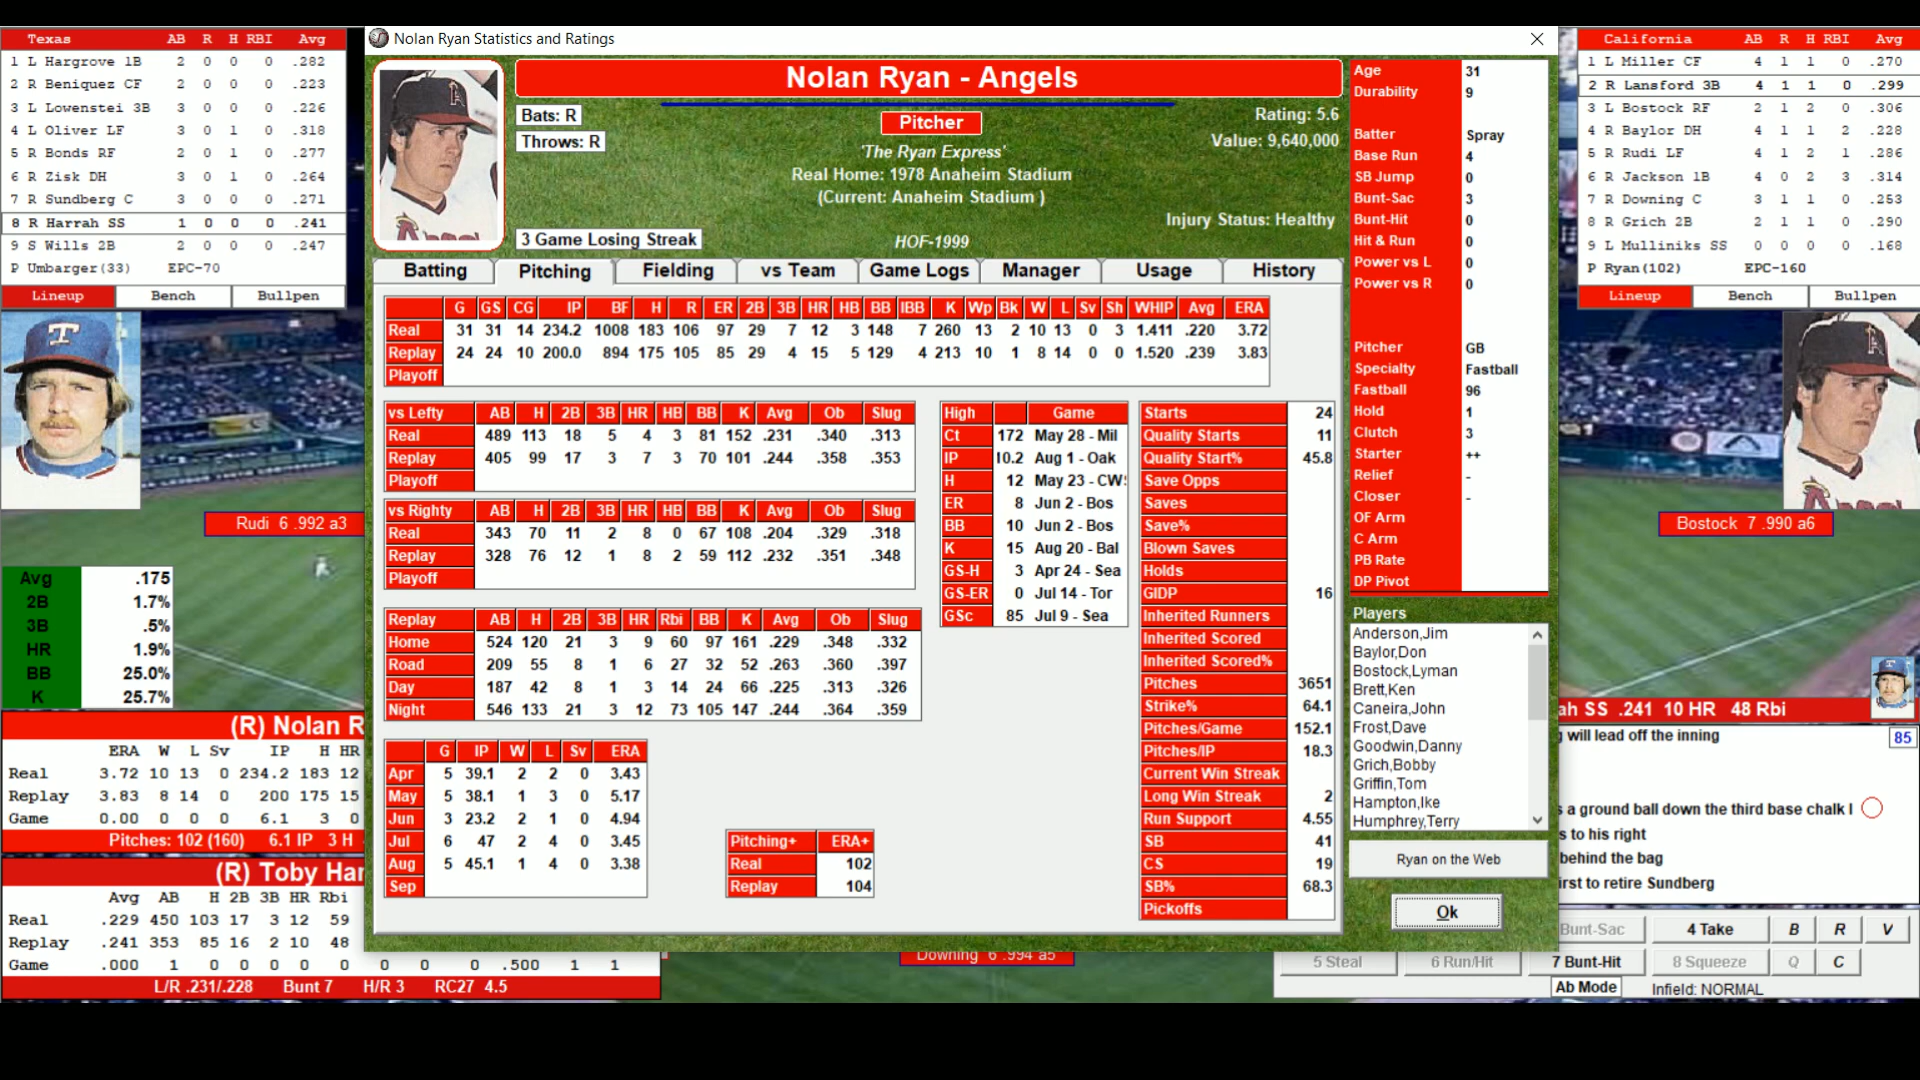 Nolan Ryan Statistics and Ratings
Texas AB R H RBI Avg
1 L Hargrove 1B 2 0 0 0 .282
2 R Beniquez CF 2 0 0 0 .223
3 L Lowenstei 3B 3 0 0 0 .226
4 L Oliver LF 3 0 1 0 .318
5 R Bonds RF 2 0 1 0 .277
6 R Zisk DH 3 0 1 0 .264
7 R Sundberg C 3 0 0 0 .271
8 R Harrah SS 1 0 0 0 .241
9 S Wills 2B 2 0 0 0 .247
P Umbarger(33) EPC-70
Lineup Bench Bullpen
Rudi 6 .992 a3
Avg .175
2B 1.7%
3B .5%
HR 1.9%
BB 25.0%
K 25.7%
(R) Nolan R
ERA W L Sv IP H HR
Real 3.72 10 13 0 234.2 183 12
Replay 3.83 8 14 0 200 175 15
Game 0.00 0 0 0 6.1 3 0
Pitches: 102 (160) 6.1 IP 3 H
(R) Toby Har
Avg AB H 2B 3B HR Rbi
Real .229 450 103 17 3 12 59
Replay .241 353 85 16 2 10 48
Game .000 1 0 0 0 0 0 0 0 .500 1 1
L/R .231/.228 Bunt 7 H/R 3 RC27 4.5
Nolan Ryan - Angels
Bats: R
Throws: R
Pitcher
'The Ryan Express'
Real Home: 1978 Anaheim Stadium
(Current: Anaheim Stadium )
Rating: 5.6
Value: 9,640,000
Injury Status: Healthy
3 Game Losing Streak
HOF-1999
Batting Pitching Fielding vs Team Game Logs Manager Usage History
G GS CG IP BF H R ER 2B 3B HR HB BB IBB K Wp Bk W L Sv Sh WHIP Avg ERA
Real 31 31 14 234.2 1008 183 106 97 29 7 12 3 148 7 260 13 2 10 13 0 3 1.411 .220 3.72
Replay 24 24 10 200.0 894 175 105 85 29 4 15 5 129 4 213 10 1 8 14 0 0 1.520 .239 3.83
Playoff
vs Lefty AB H 2B 3B HR HB BB K Avg Ob Slug
Real 489 113 18 5 4 3 81 152 .231 .340 .313
Replay 405 99 17 3 7 3 70 101 .244 .358 .353
Playoff
vs Righty AB H 2B 3B HR HB BB K Avg Ob Slug
Real 343 70 11 2 8 0 67 108 .204 .329 .318
Replay 328 76 12 1 8 2 59 112 .232 .351 .348
Playoff
Replay AB H 2B 3B HR Rbi BB K Avg Ob Slug
Home 524 120 21 3 9 60 97 161 .229 .348 .332
Road 209 55 8 1 6 27 32 52 .263 .360 .397
Day 187 42 8 1 3 14 24 66 .225 .313 .326
Night 546 133 21 3 12 73 105 147 .244 .364 .359
G IP W L Sv ERA
Apr 5 39.1 2 2 0 3.43
May 5 38.1 1 3 0 5.17
Jun 3 23.2 2 1 0 4.94
Jul 6 47 2 4 0 3.45
Aug 5 45.1 1 4 0 3.38
Sep
Pitching+ ERA+
Real 102
Replay 104
High Game
Ct 172 May 28 - Mil
IP 10.2 Aug 1 - Oak
H 12 May 23 - CW
ER 8 Jun 2 - Bos
BB 10 Jun 2 - Bos
K 15 Aug 20 - Bal
GS-H 3 Apr 24 - Sea
GS-ER 0 Jul 14 - Tor
GSc 85 Jul 9 - Sea
Starts 24
Quality Starts 11
Quality Start% 45.8
Save Opps
Saves
Save%
Blown Saves
Holds
GIDP 16
Inherited Runners
Inherited Scored
Inherited Scored%
Pitches 3651
Strike% 64.1
Pitches/Game 152.1
Pitches/IP 18.3
Current Win Streak
Long Win Streak 2
Run Support 4.55
SB 41
CS 19
SB% 68.3
Pickoffs
Age 31
Durability 9
Batter Spray
Base Run 4
SB Jump 0
Bunt-Sac 3
Bunt-Hit 0
Hit & Run 0
Power vs L 0
Power vs R 0
Pitcher GB
Specialty Fastball
Fastball 96
Hold 1
Clutch 3
Starter ++
Relief -
Closer -
OF Arm
C Arm
PB Rate
DP Pivot
Players
Anderson,Jim
Baylor,Don
Bostock,Lyman
Brett,Ken
Caneira,John
Frost,Dave
Goodwin,Danny
Grich,Bobby
Griffin,Tom
Hampton,Ike
Humphrey,Terry
Ryan on the Web
Ok
California AB R H RBI Avg
1 L Miller CF 4 1 1 0 .270
2 R Lansford 3B 4 1 1 0 .299
3 L Bostock RF 2 1 2 0 .306
4 R Baylor DH 4 1 1 2 .228
5 R Rudi LF 4 1 2 1 .286
6 R Jackson 1B 4 0 2 3 .314
7 R Downing C 3 1 1 0 .253
8 R Grich 2B 2 1 1 0 .290
9 L Mulliniks SS 0 0 0 0 .168
P Ryan(102) EPC-160
Lineup Bench Bullpen
Bostock 7 .990 a6
ah SS .241 10 HR 48 Rbi
g will lead off the inning
85
s a ground ball down the third base chalk l
s to his right
behind the bag
irst to retire Sundberg
Bunt-Sac 4 Take B R V
5 Steal 6 Run/Hit 7 Bunt-Hit 8 Squeeze Q C
Ab Mode Infield: NORMAL
Downing 6 .994 a5